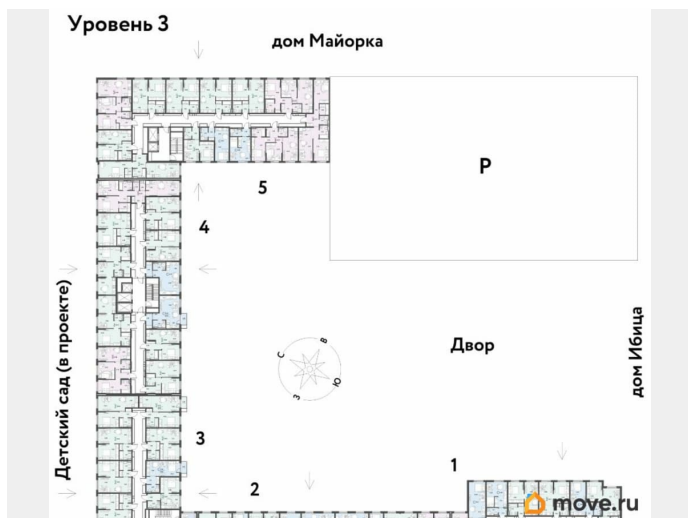 Уровень 3
дом Майорка
P
5
4
Детский сад (в проекте)
С
В
Ю
З
Двор
дом Ибица
3
2
1
move.ru